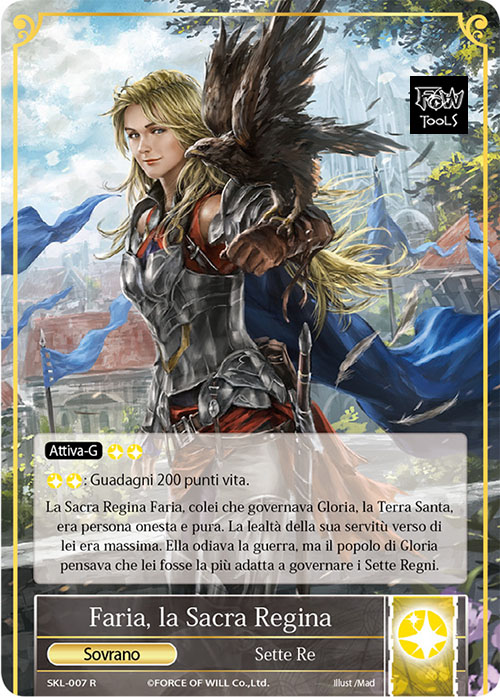 FOW
TOOLS
Attiva-G
: Guadagni 200 punti vita.
La Sacra Regina Faria, colei che governava Gloria, la Terra Santa,
era persona onesta e pura. La lealtà della sua servitù verso di
lei era massima. Ella odiava la guerra, ma il popolo di Gloria
pensava che lei fosse la più adatta a governare i Sette Regni.
Faria, la Sacra Regina
Sovrano Sette Re
SKL-007 R ©FORCE OF WILL Co.,Ltd. Illust /Mad